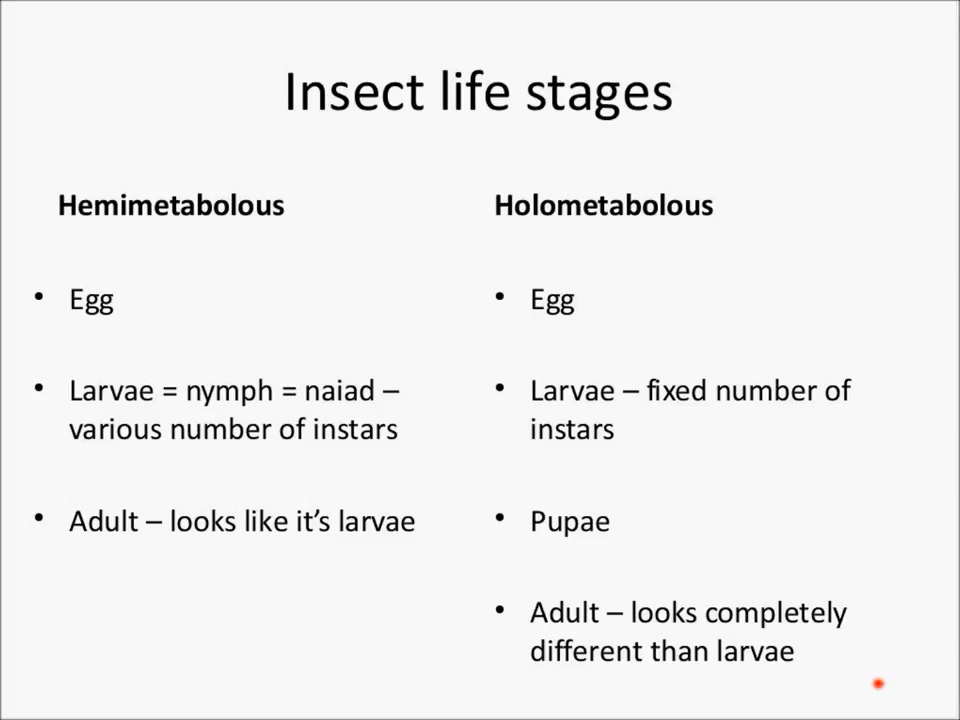 Insect life stages
Hemimetabolous
• Egg
• Larvae = nymph = naiad –
various number of instars
• Adult – looks like it’s larvae
Holometabolous
• Egg
• Larvae – fixed number of
instars
• Pupae
• Adult – looks completely
different than larvae